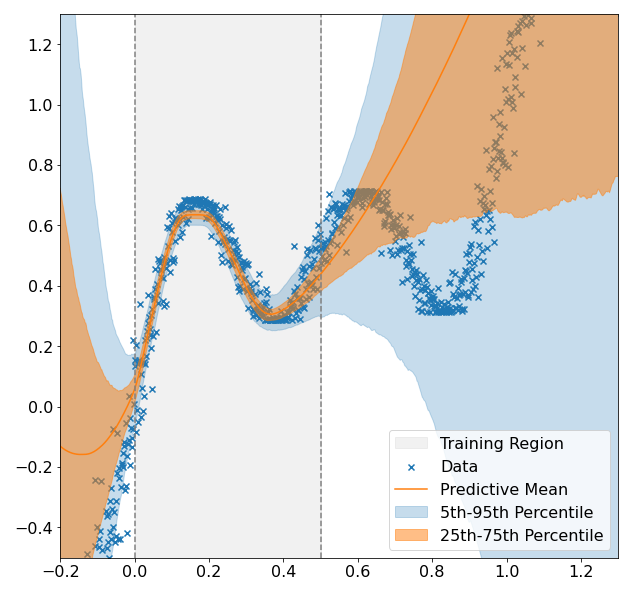 1.2
1.0
0.8
0.6
0.4
0.2
0.0
−0.2
−0.4
Training Region
Data
Predictive Mean
5th-95th Percentile
25th-75th Percentile
−0.2 0.0 0.2 0.4 0.6 0.8 1.0 1.2